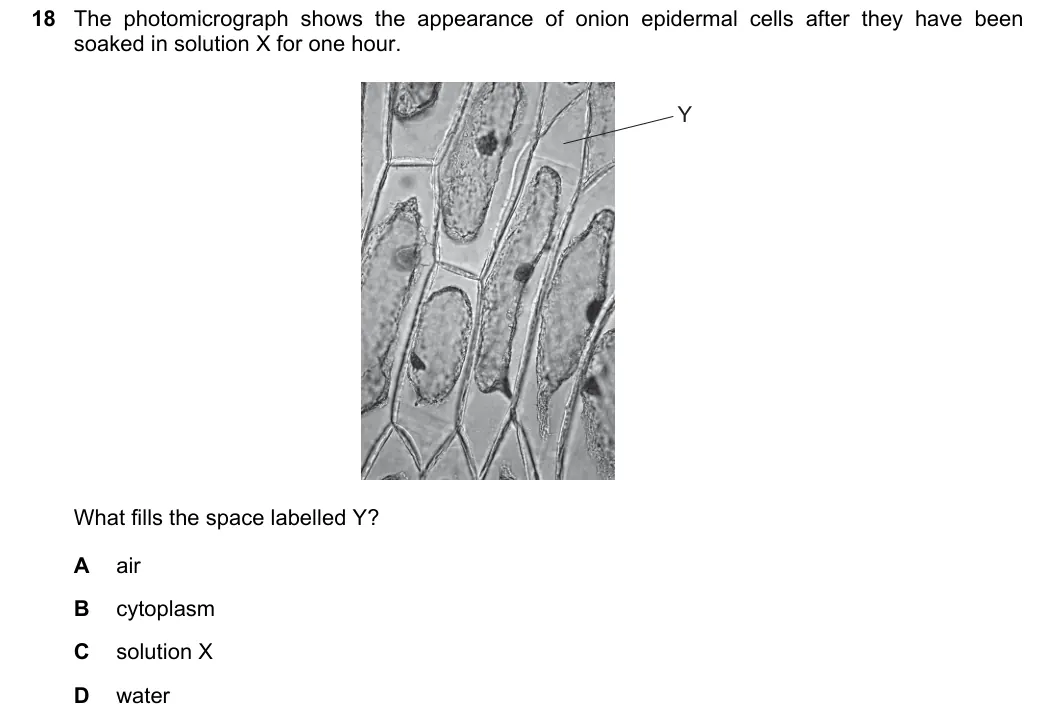 18 The photomicrograph shows the appearance of onion epidermal cells after they have been
soaked in solution X for one hour.
Y
What fills the space labelled Y?
A air
B cytoplasm
C solution X
D water